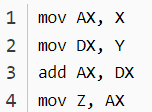 1 mov AX, X
2 mov DX, Y
3 add AX, DX
4 mov Z, AX